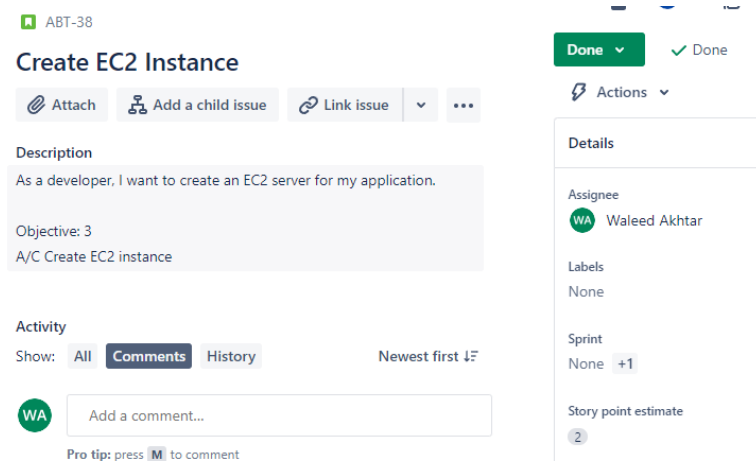 ABT-38
Create EC2 Instance
Attach
Add a child issue
Link issue
Description
As a developer, I want to create an EC2 server for my application.
Objective: 3
A/C Create EC2 instance
Activity
Show: All Comments History Newest first
WA Add a comment...
Pro tip: press M to comment
Done
Done
Actions
Details
Assignee
WA Waleed Akhtar
Labels
None
Sprint
None +1
Story point estimate
2